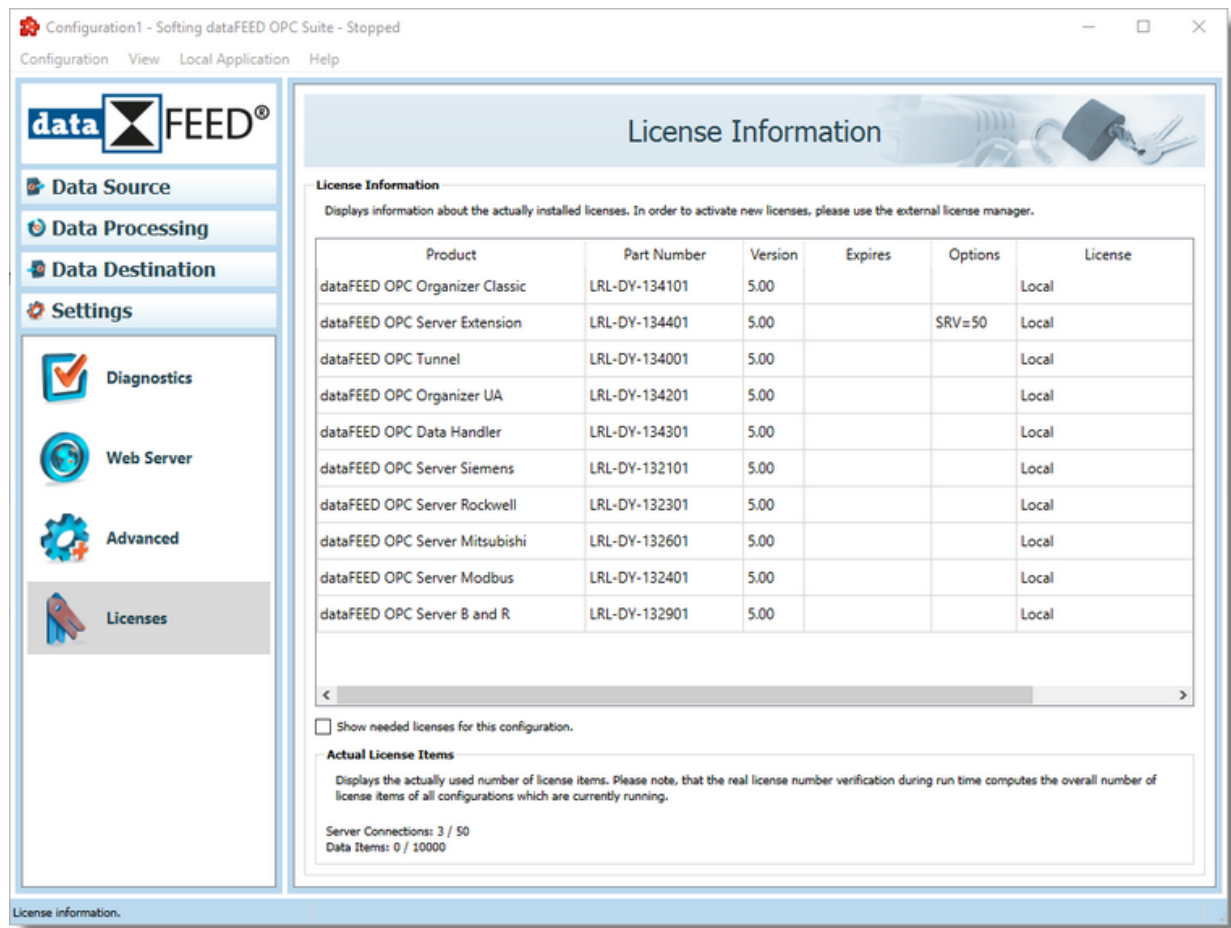 Configuration1 - Softing dataFEED OPC Suite - Stopped
Configuration View Local Application Help
data FEED®
Data Source
Data Processing
Data Destination
Settings
Diagnostics
Web Server
Advanced
Licenses
License Information
License Information
Displays information about the actually installed licenses. In order to activate new licenses, please use the external license manager.
Product Part Number Version Expires Options License
dataFEED OPC Organizer Classic LRL-DY-134101 5.00 Local
dataFEED OPC Server Extension LRL-DY-134401 5.00 SRV=50 Local
dataFEED OPC Tunnel LRL-DY-134001 5.00 Local
dataFEED OPC Organizer UA LRL-DY-134201 5.00 Local
dataFEED OPC Data Handler LRL-DY-134301 5.00 Local
dataFEED OPC Server Siemens LRL-DY-132101 5.00 Local
dataFEED OPC Server Rockwell LRL-DY-132301 5.00 Local
dataFEED OPC Server Mitsubishi LRL-DY-132601 5.00 Local
dataFEED OPC Server Modbus LRL-DY-132401 5.00 Local
dataFEED OPC Server B and R LRL-DY-132901 5.00 Local
Show needed licenses for this configuration.
Actual License Items
Displays the actually used number of license items. Please note, that the real license number verification during run time computes the overall number of
license items of all configurations which are currently running.
Server Connections: 3 / 50
Data Items: 0 / 10000
License information.